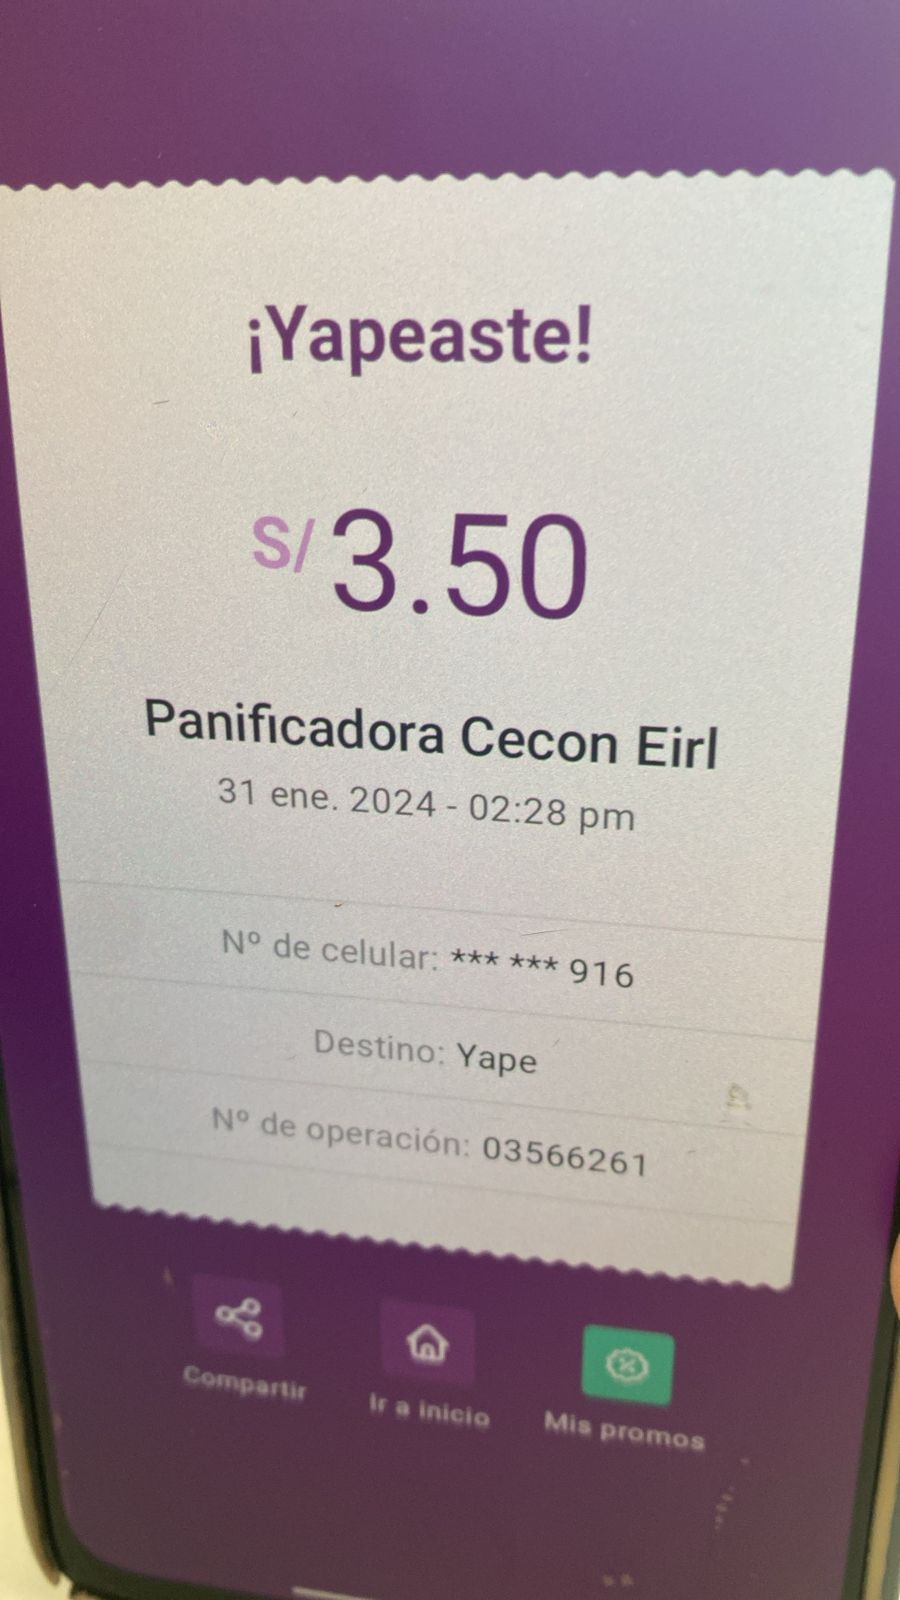 ¡Yapeaste!
S/ 3.50
Panificadora Cecon Eirl
31 ene. 2024 - 02:28 pm
Nº de celular: *** *** 916
Destino: Yape
Nº de operación: 03566261
Compartir
Ir a inicio
Mis promos